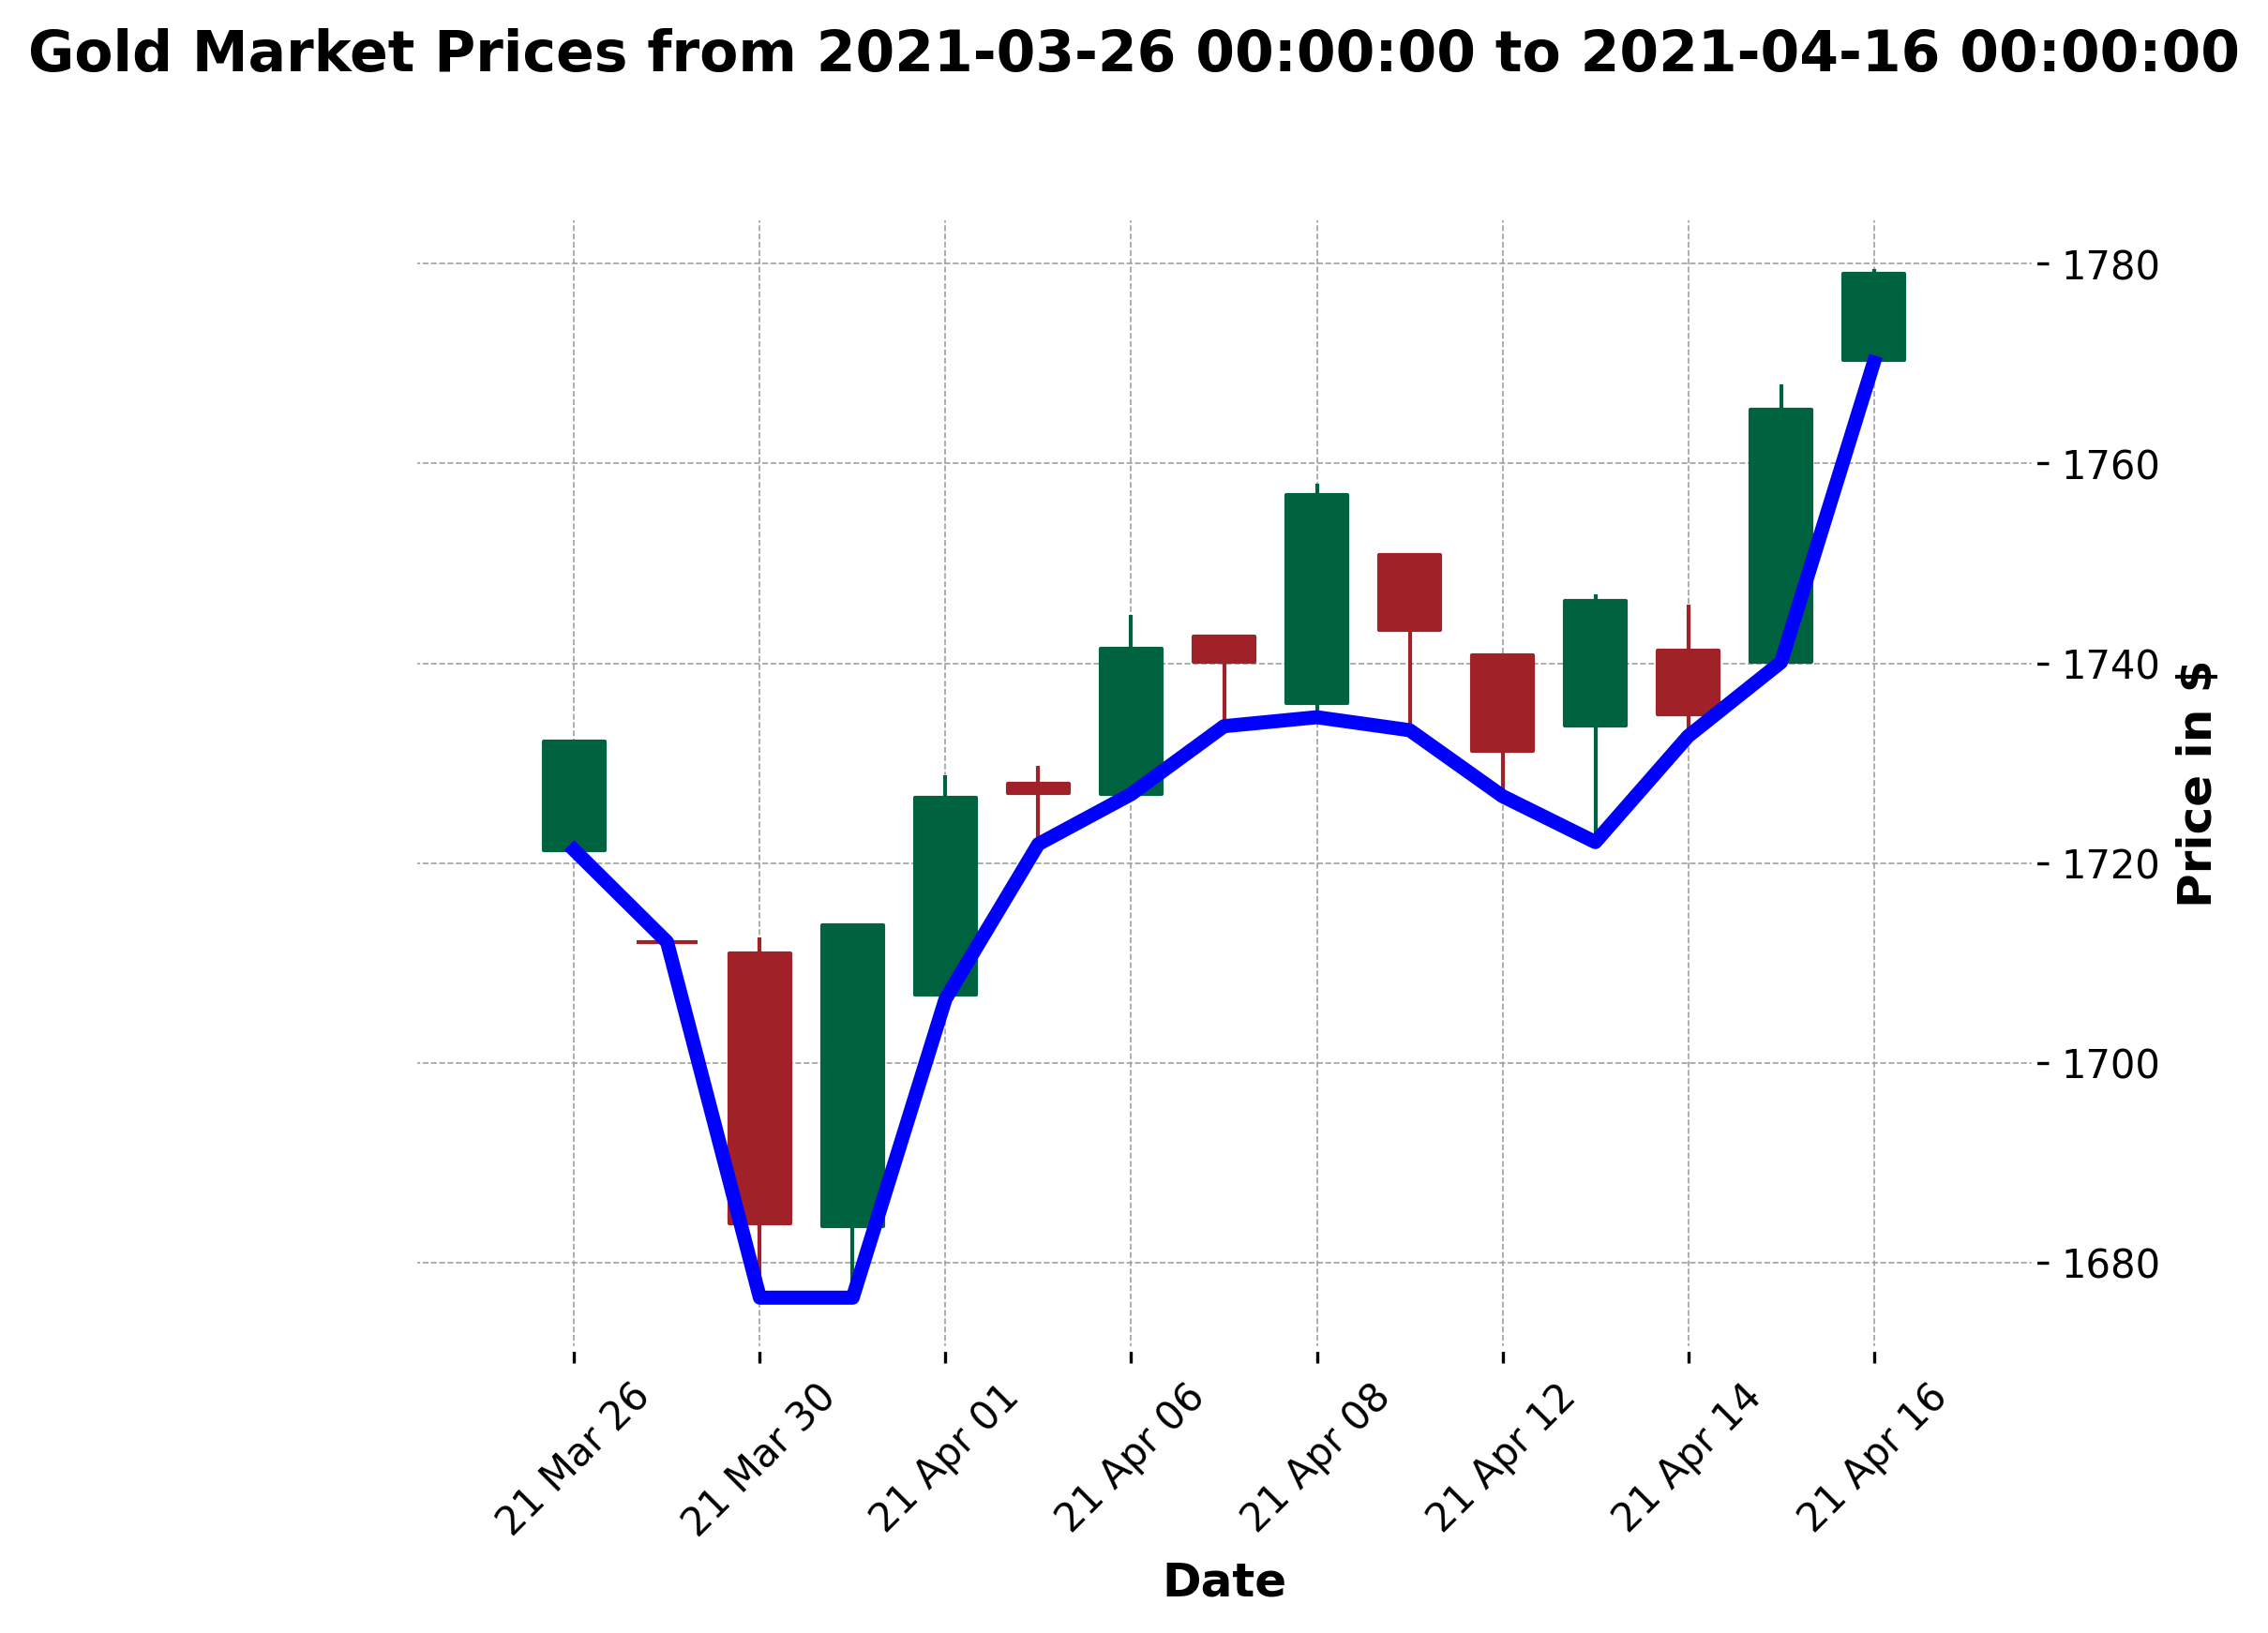 Gold Market Prices from 2021-03-26 00:00:00 to 2021-04-16 00:00:00
1780
1760
1740
1720
1700
1680
Price in $
21 Mar 26
21 Mar 30
21 Apr 01
21 Apr 06
21 Apr 08
21 Apr 12
21 Apr 14
21 Apr 16
Date